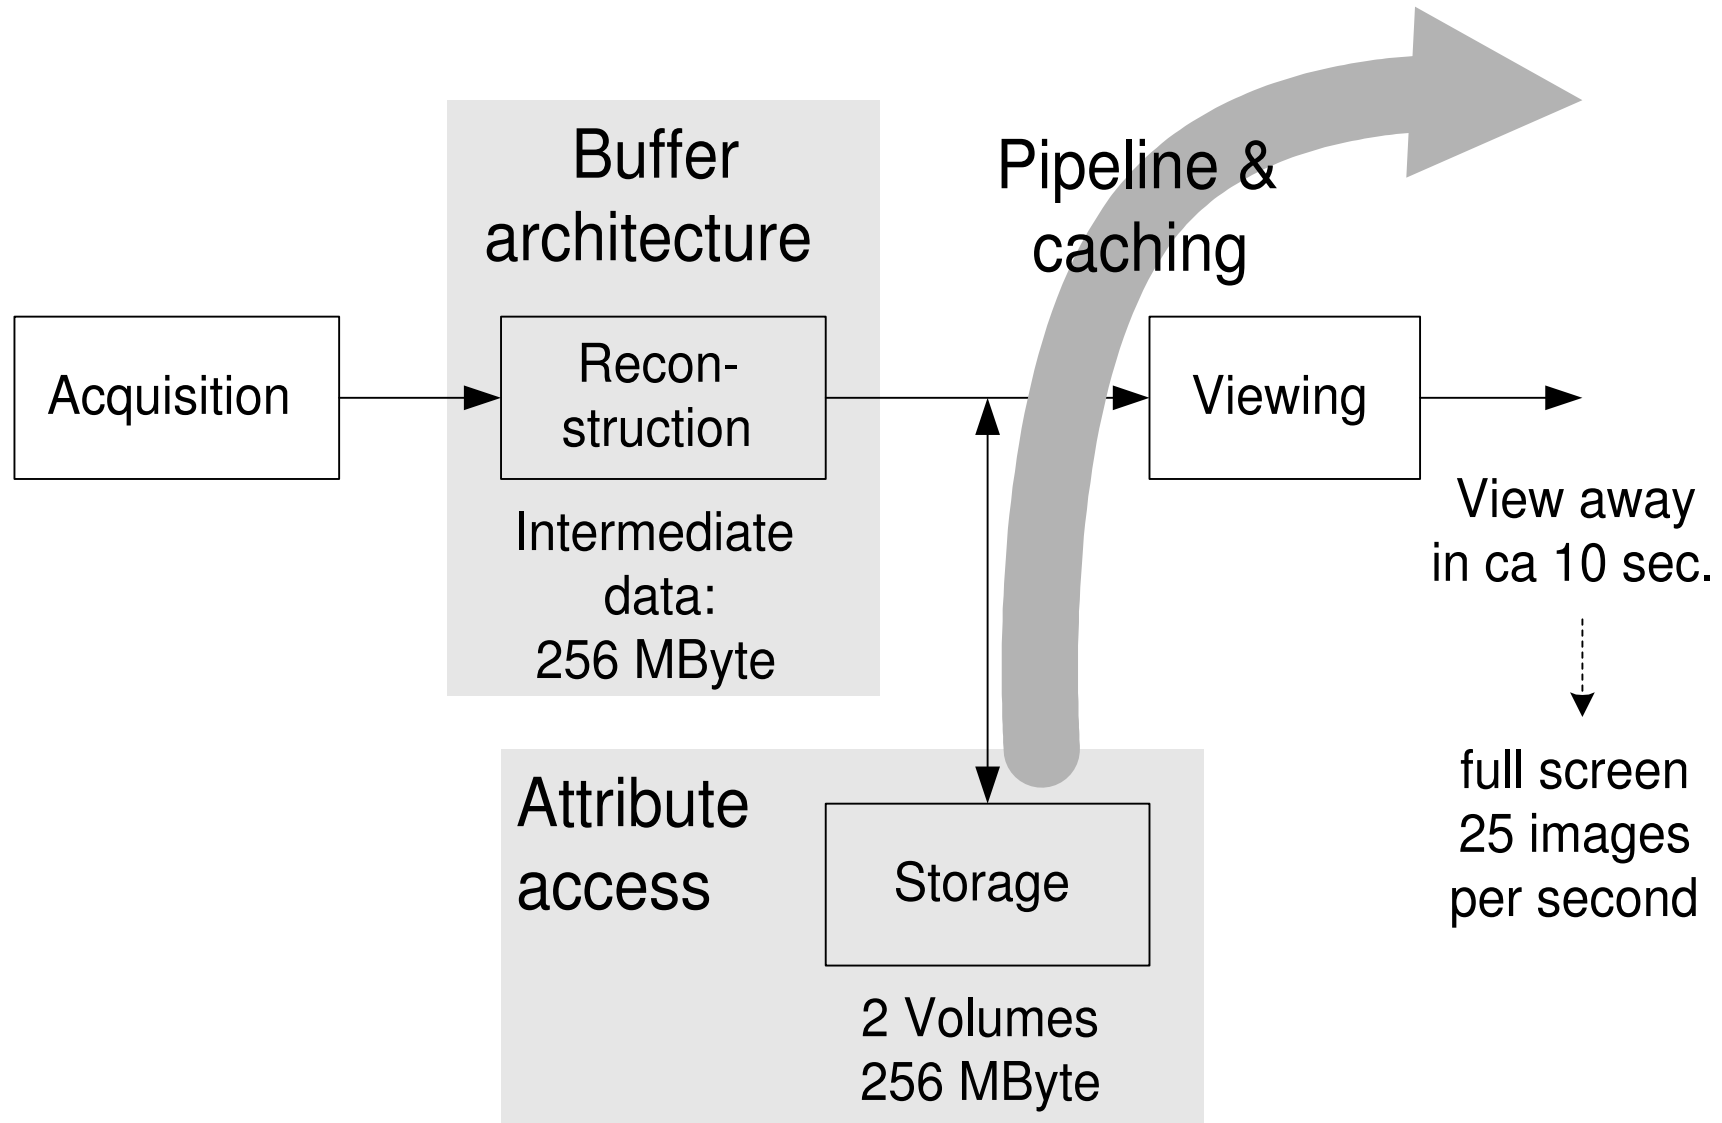 Buffer
architecture
Pipeline &
caching
Acquisition
Recon-
struction
Viewing
Intermediate
data:
256 MByte
View away
in ca 10 sec.
full screen
25 images
per second
Attribute
access
Storage
2 Volumes
256 MByte